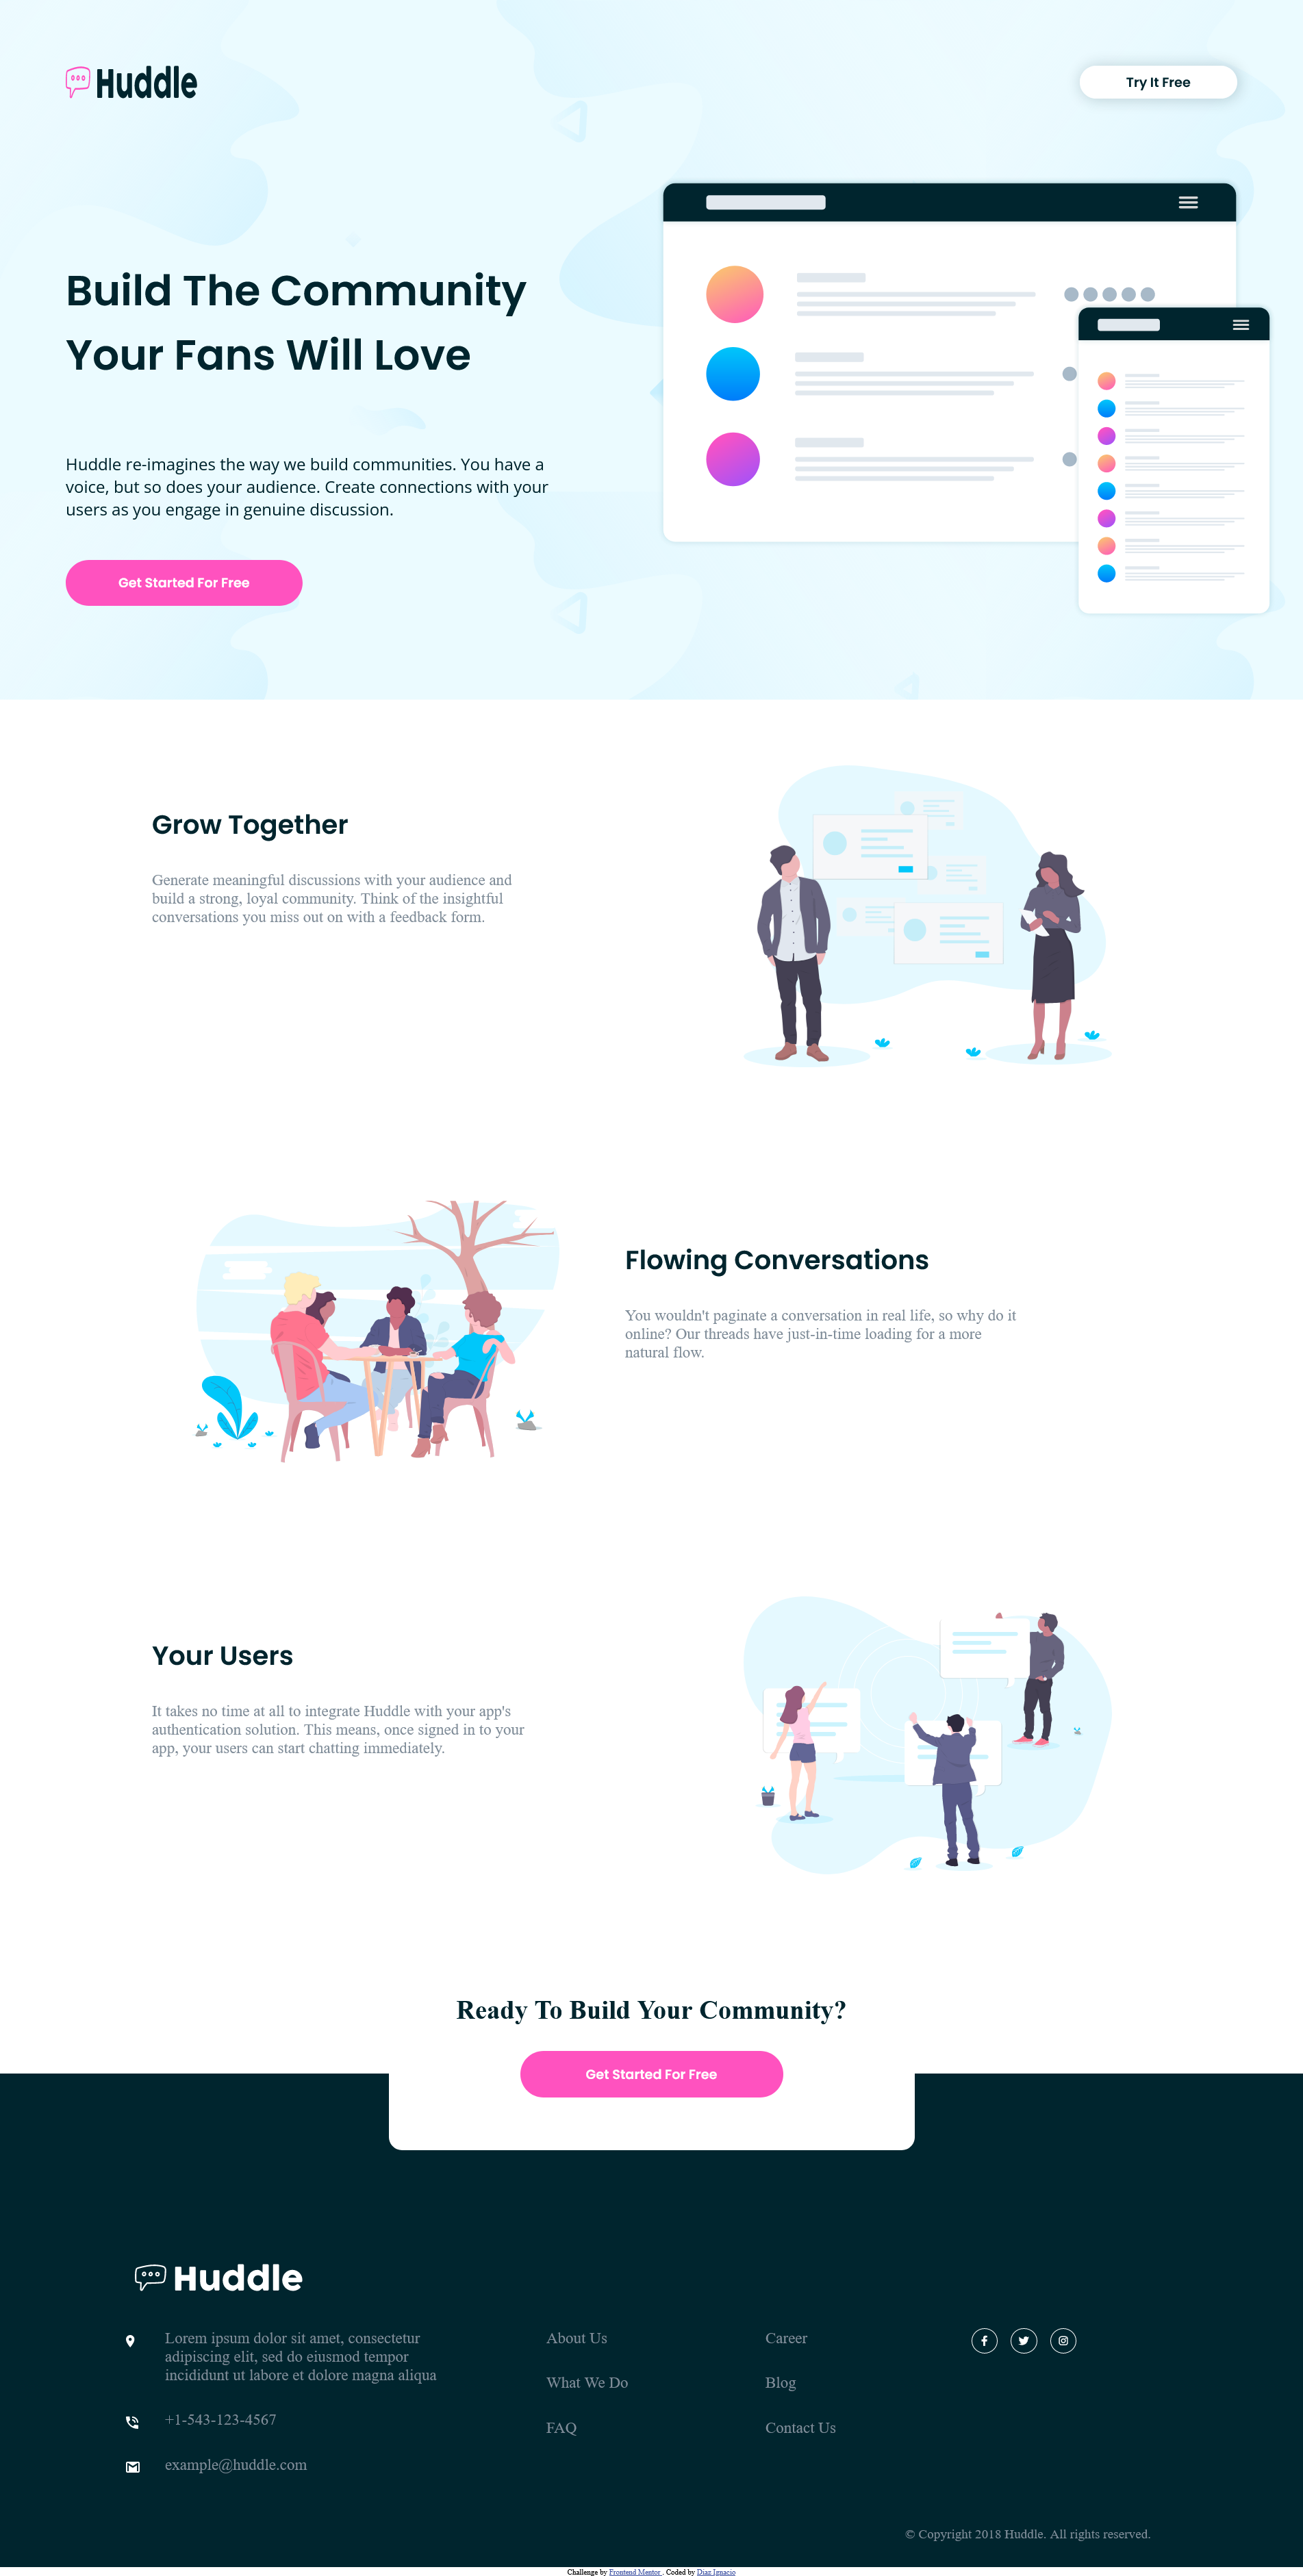 Huddle
Try It Free
Build The Community
Your Fans Will Love
Huddle re-imagines the way we build communities. You have a
voice, but so does your audience. Create connections with your
users as you engage in genuine discussion.
Get Started For Free
Grow Together
Generate meaningful discussions with your audience and
build a strong, loyal community. Think of the insightful
conversations you miss out on with a feedback form.
Flowing Conversations
You wouldn't paginate a conversation in real life, so why do it
online? Our threads have just-in-time loading for a more
natural flow.
Your Users
It takes no time at all to integrate Huddle with your app's
authentication solution. This means, once signed in to your
app, your users can start chatting immediately.
Ready To Build Your Community?
Get Started For Free
Huddle
Lorem ipsum dolor sit amet, consectetur
adipiscing elit, sed do eiusmod tempor
incididunt ut labore et dolore magna aliqua
+1-543-123-4567
example@huddle.com
About Us
What We Do
FAQ
Career
Blog
Contact Us
© Copyright 2018 Huddle. All rights reserved.
Challenge by Frontend Mentor . Coded by Diaz Ignacio